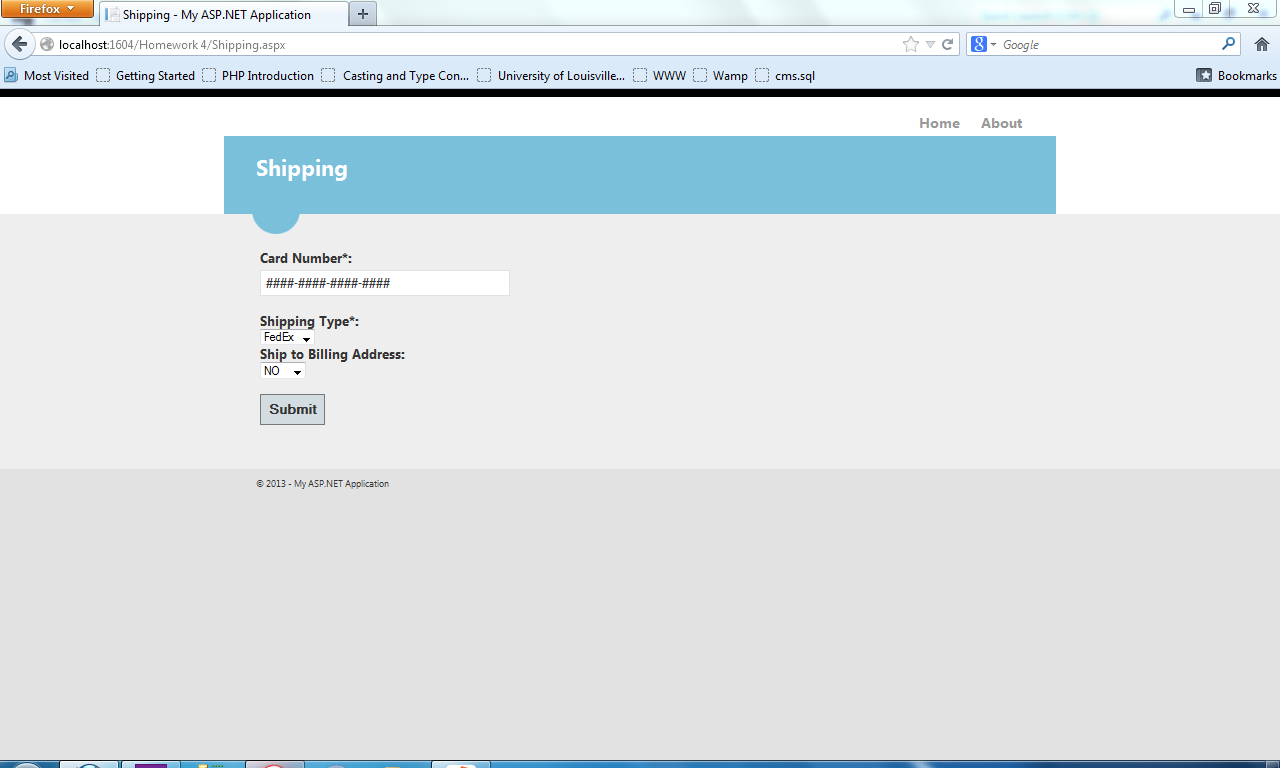 Firefox
Shipping - My ASP.NET Application
localhost:1604/Homework 4/Shipping.aspx
Google
Most Visited Getting Started PHP Introduction Casting and Type Con... University of Louisville... WWW Wamp cms.sql Bookmarks
Home About
Shipping
Card Number*:
####-####-####-####
Shipping Type*:
FedEx
Ship to Billing Address:
NO
Submit
© 2013 - My ASP.NET Application